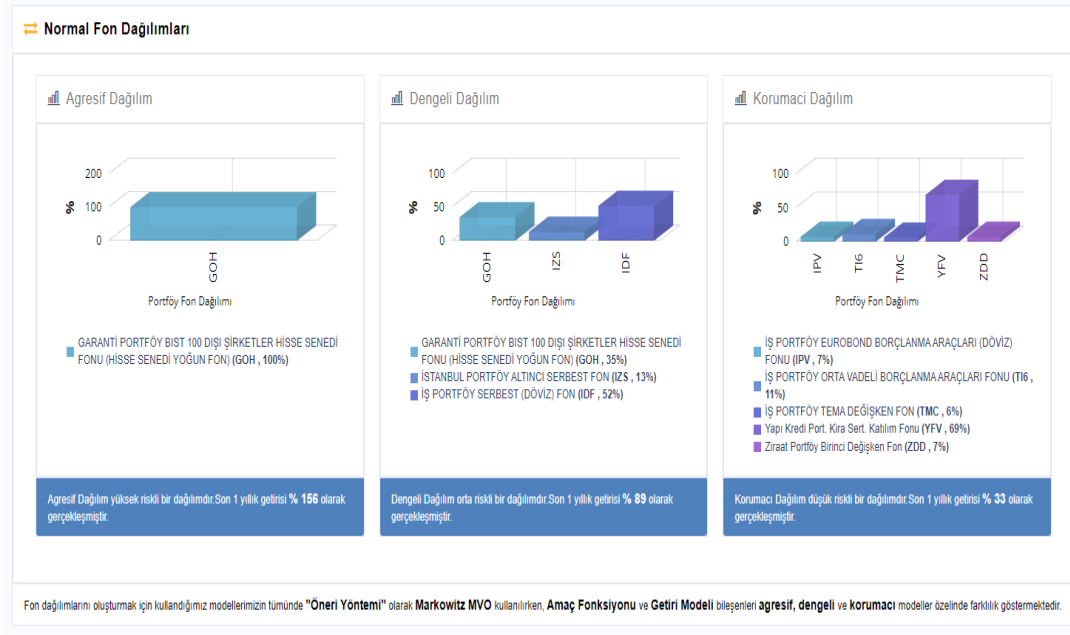 Normal Fon Dağılımları
Agresif Dağılım
200
100
0
%
GOH
Portföy Fon Dağılımı
GARANTİ PORTFÖY BIST 100 DIŞI ŞİRKETLER HİSSE SENEDİ
FONU (HİSSE SENEDİ YOĞUN FON) (GOH , 100%)
Agresif Dağılım yüksek riskli bir dağılımdır.Son 1 yıllık getirisi % 156 olarak
gerçekleşmiştir.
Dengeli Dağılım
100
50
0
%
GOH
IZS
IDF
Portföy Fon Dağılımı
GARANTİ PORTFÖY BIST 100 DIŞI ŞİRKETLER HİSSE SENEDİ
FONU (HİSSE SENEDİ YOĞUN FON) (GOH , 35%)
İSTANBUL PORTFÖY ALTINCI SERBEST FON (IZS , 13%)
İŞ PORTFÖY SERBEST (DÖVİZ) FON (IDF , 52%)
Dengeli Dağılım orta riskli bir dağılımdır.Son 1 yıllık getirisi % 89 olarak
gerçekleşmiştir.
Korumaci Dağılım
100
50
0
%
IPV
TI6
TMC
YFV
ZDD
Portföy Fon Dağılımı
İŞ PORTFÖY EUROBOND BORÇLANMA ARAÇLARI (DÖVİZ)
FONU (IPV , 7%)
İŞ PORTFÖY ORTA VADELİ BORÇLANMA ARAÇLARI FONU (TI6 ,
11%)
İŞ PORTFÖY TEMA DEĞİŞKEN FON (TMC , 6%)
Yapı Kredi Port. Kira Sert. Katılım Fonu (YFV , 69%)
Ziraat Portföy Birinci Değişken Fon (ZDD , 7%)
Korumacı Dağılım düşük riskli bir dağılımdır.Son 1 yıllık getirisi % 33 olarak
gerçekleşmiştir.
Fon dağılımlarını oluşturmak için kullandığımız modellerimizin tümünde "Öneri Yöntemi" olarak Markowitz MVO kullanılırken, Amaç Fonksiyonu ve Getiri Modeli bileşenleri agresif, dengeli ve korumacı modeller özelinde farklılık göstermektedir.